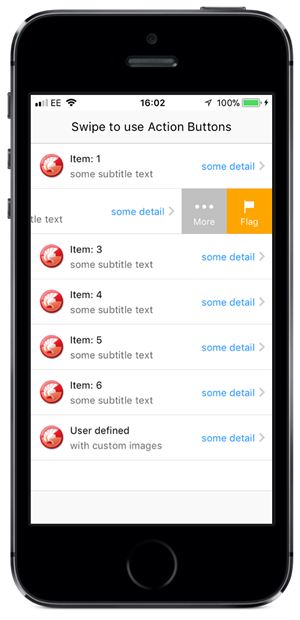 EE 16:02 100%
Swipe to use Action Buttons
Item: 1
some subtitle text
some detail
tle text
some detail
More
Flag
Item: 3
some subtitle text
some detail
Item: 4
some subtitle text
some detail
Item: 5
some subtitle text
some detail
Item: 6
some subtitle text
some detail
User defined
with custom images
some detail